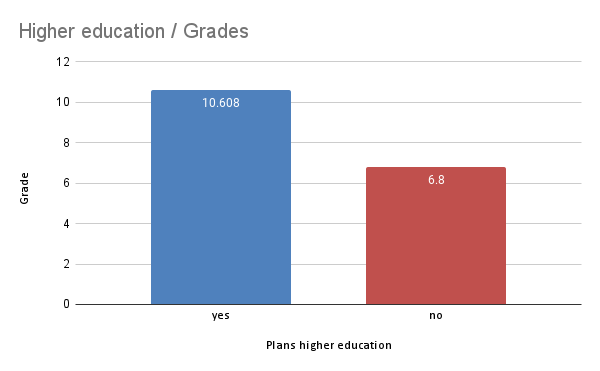 Higher education / Grades
12
10
8
6
4
2
0
Grade
10.608
6.8
yes
no
Plans higher education